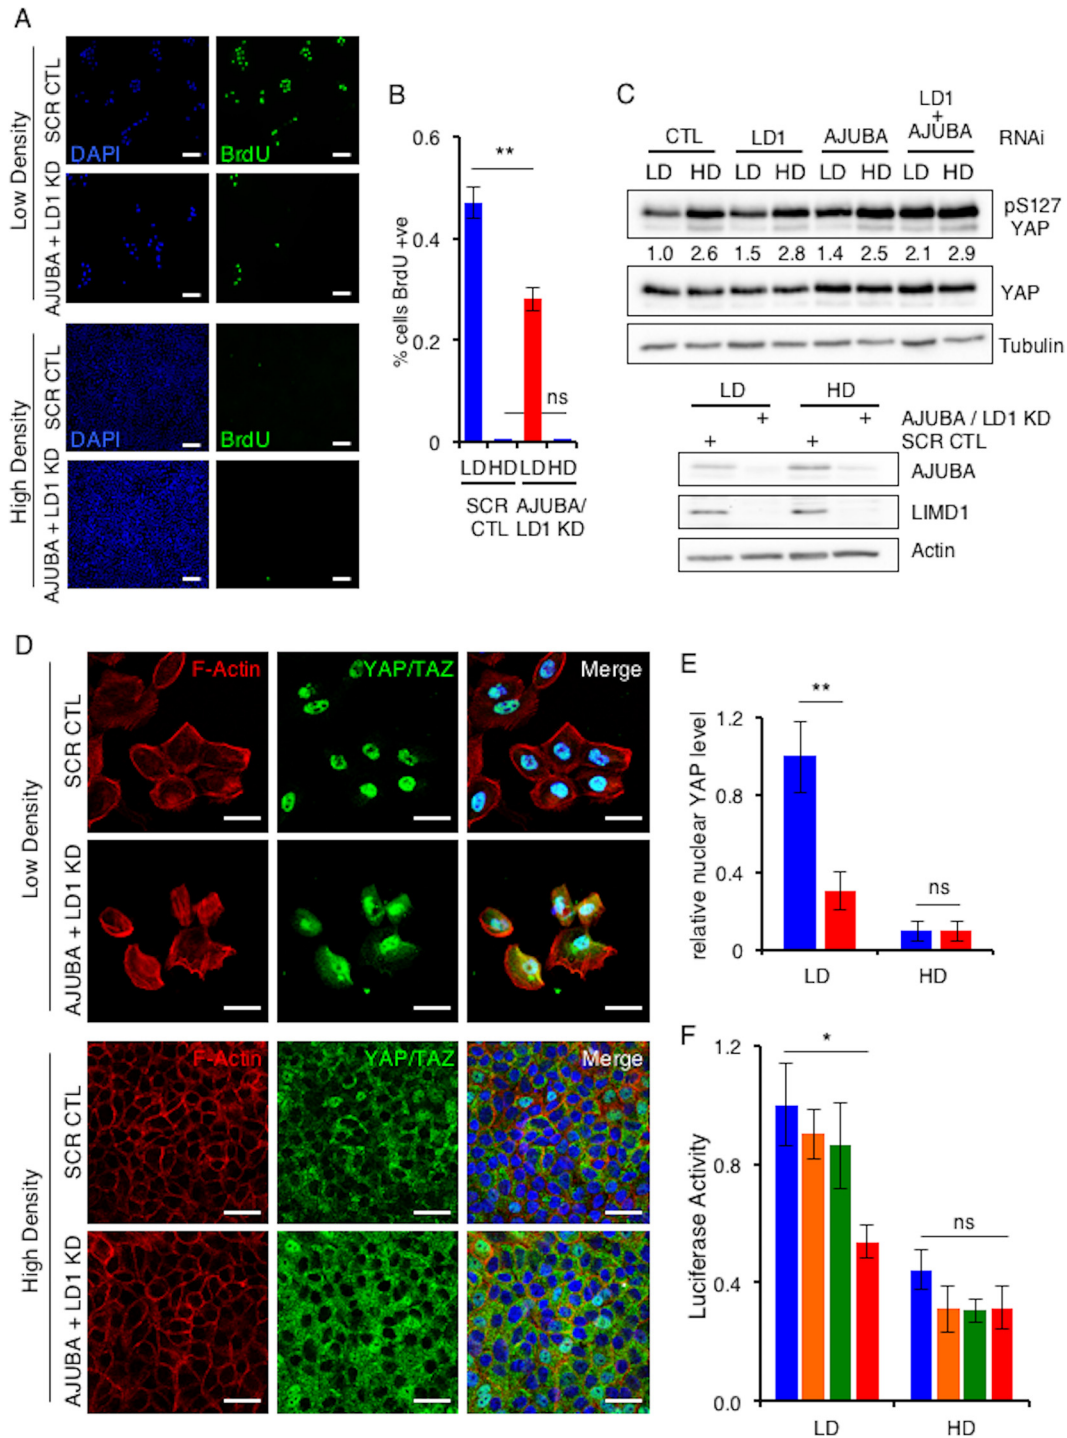 A
Low Density
SCR CTL
DAPI
BrdU
AJUBA + LD1 KD
High Density
SCR CTL
DAPI
BrdU
AJUBA + LD1 KD
B
% cells BrdU +ve
0.6
0.4
0.2
0
**
ns
LD HD LD HD
SCR CTL
AJUBA/ LD1 KD
C
CTL LD1 AJUBA LD1 + AJUBA RNAi
LD HD LD HD LD HD LD HD
pS127 YAP
1.0 2.6 1.5 2.8 1.4 2.5 2.1 2.9
YAP
Tubulin
LD HD
+ + AJUBA / LD1 KD
+ + SCR CTL
AJUBA
LIMD1
Actin
D
Low Density
SCR CTL
F-Actin
YAP/TAZ
Merge
AJUBA + LD1 KD
High Density
SCR CTL
F-Actin
YAP/TAZ
Merge
AJUBA + LD1 KD
E
relative nuclear YAP level
1.2
0.8
0.4
0
**
ns
LD HD
F
Luciferase Activity
1.2
0.8
0.4
0.0
*
ns
LD HD